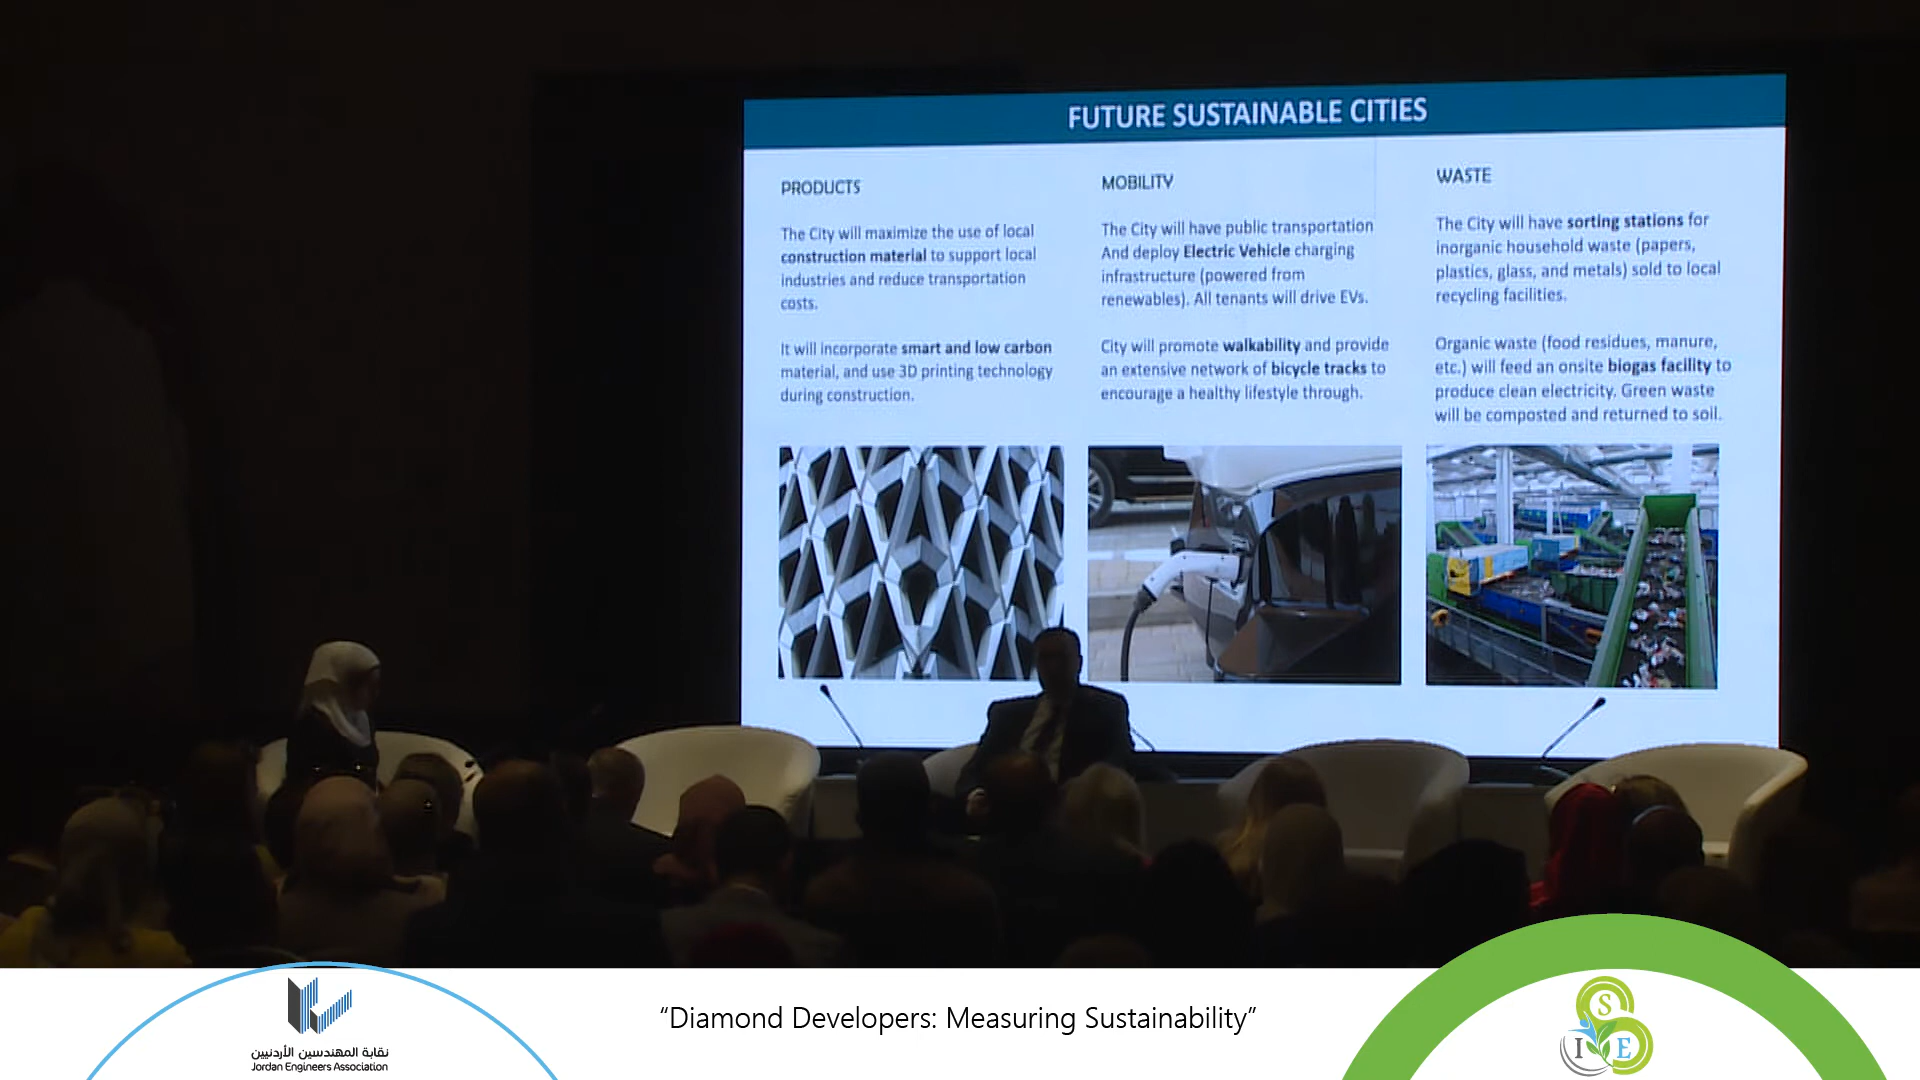 FUTURE SUSTAINABLE CITIES
PRODUCTS
The City will maximize the use of local
construction material to support local
industries and reduce transportation
costs.
It will incorporate smart and low carbon
material, and use 3D printing technology
during construction.
MOBILITY
The City will have public transportation
And deploy Electric Vehicle charging
infrastructure (powered from
renewables). All tenants will drive EVs.
City will promote walkability and provide
an extensive network of bicycle tracks to
encourage a healthy lifestyle through.
WASTE
The City will have sorting stations for
inorganic household waste (papers,
plastics, glass, and metals) sold to local
recycling facilities.
Organic waste (food residues, manure,
etc.) will feed an onsite biogas facility to
produce clean electricity. Green waste
will be composted and returned to soil.
نقابة المهندسين الأردنيين
Jordan Engineers Association
“Diamond Developers: Measuring Sustainability”
S
I E